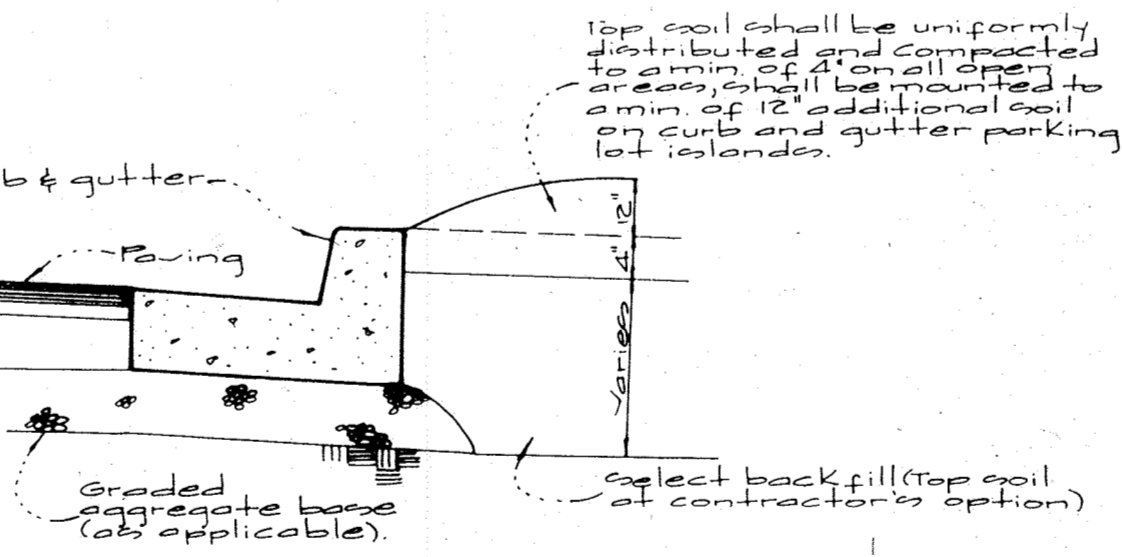 Top soil shall be uniformly
distributed and compacted
to a min. of 4" on all open
areas, shall be mounted to
a min. of 12" additional soil
on curb and gutter parking
lot islands.
b & gutter
Paving
12"
4"
Varies
Graded
aggregate base
(as applicable).
select back fill (Top soil
at contractor's option)